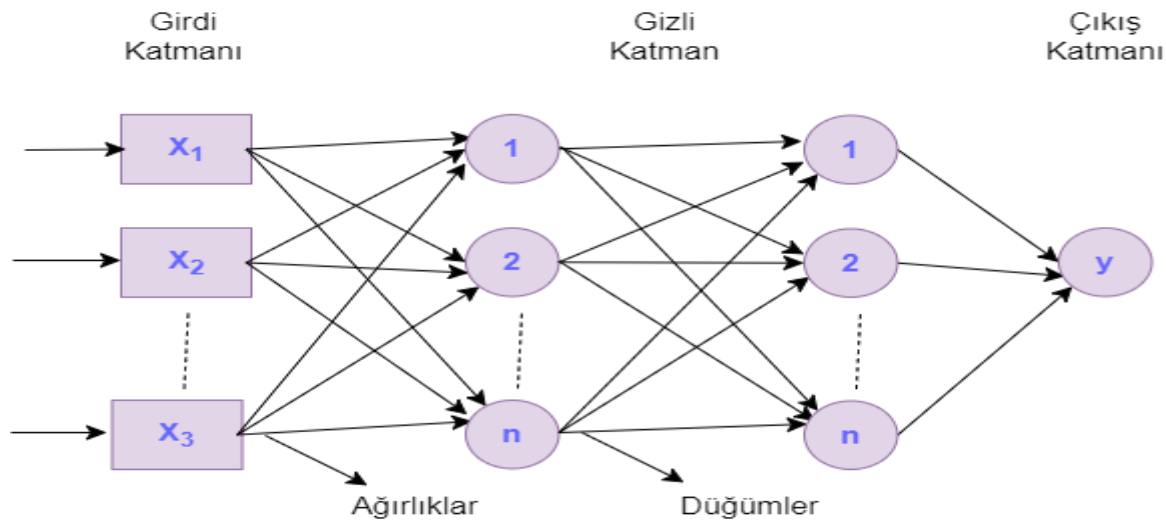 Girdi
Katmanı
Gizli
Katman
Çıkış
Katmanı
X₁
1
1
X₂
2
2
y
X₃
n
n
Ağırlıklar
Düğümler